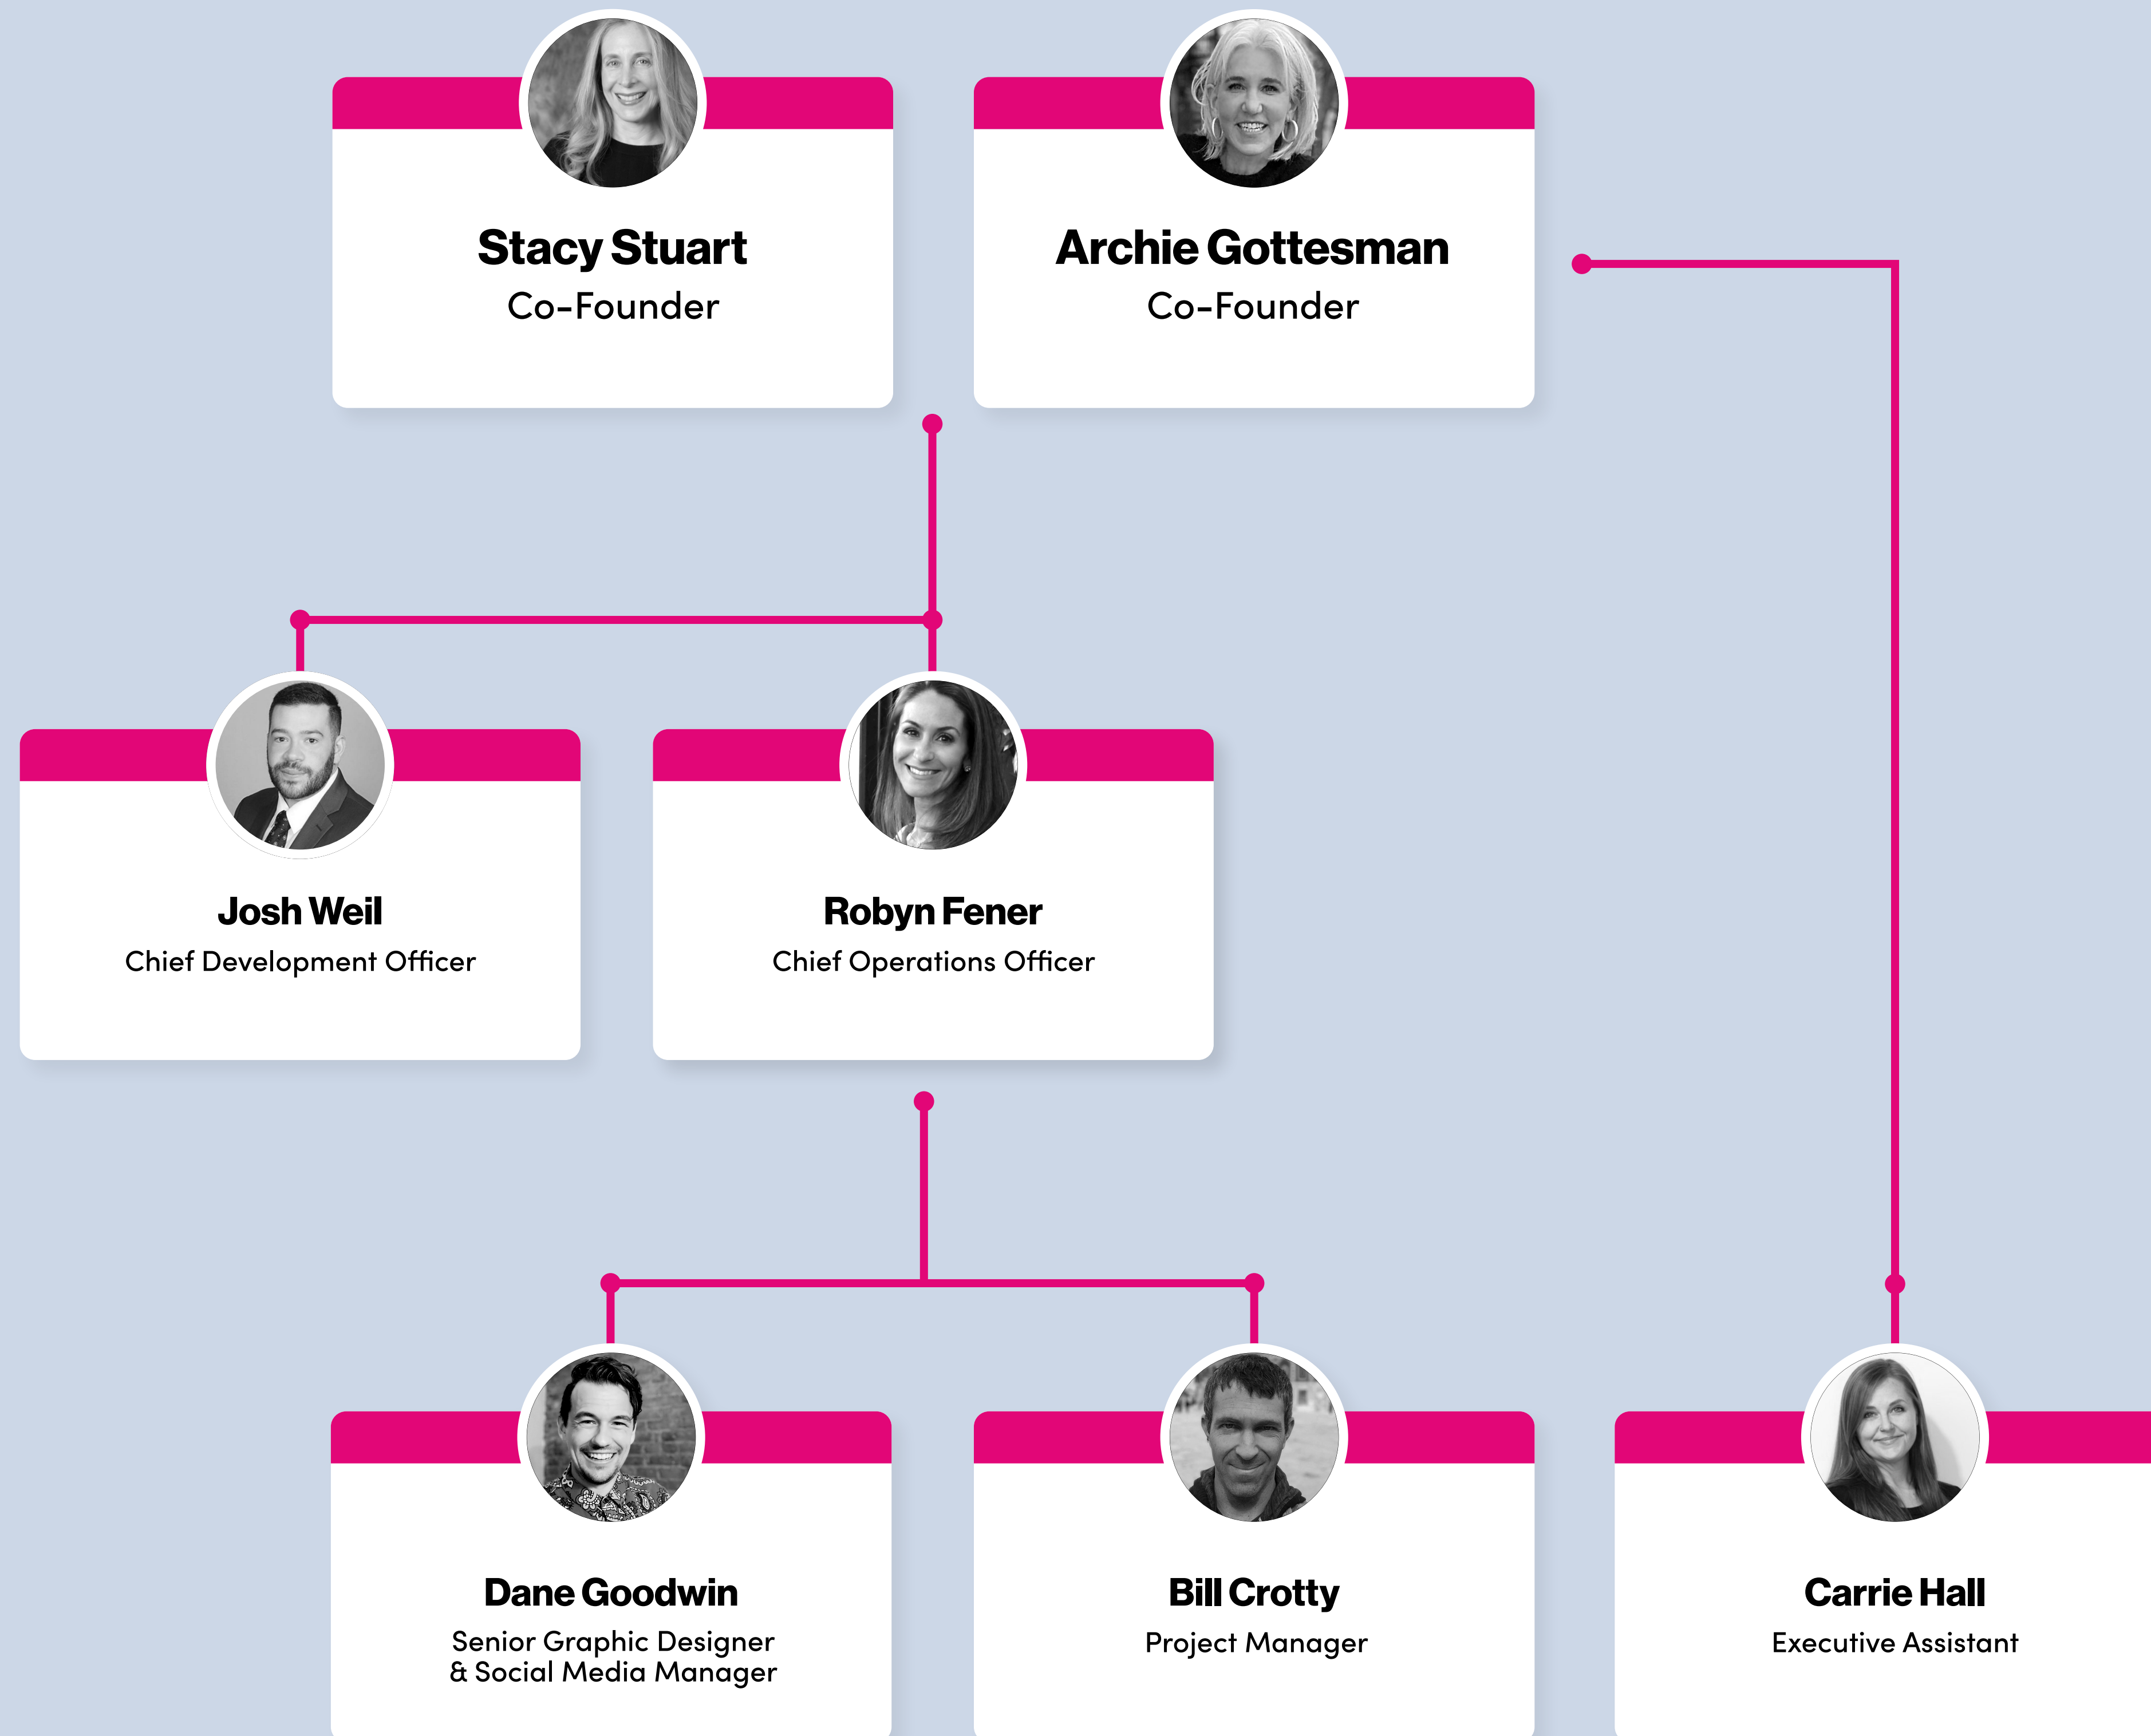 Stacy Stuart
Co-Founder
Archie Gottesman
Co-Founder
Josh Weil
Chief Development Officer
Robyn Fener
Chief Operations Officer
Dane Goodwin
Senior Graphic Designer
& Social Media Manager
Bill Crotty
Project Manager
Carrie Hall
Executive Assistant